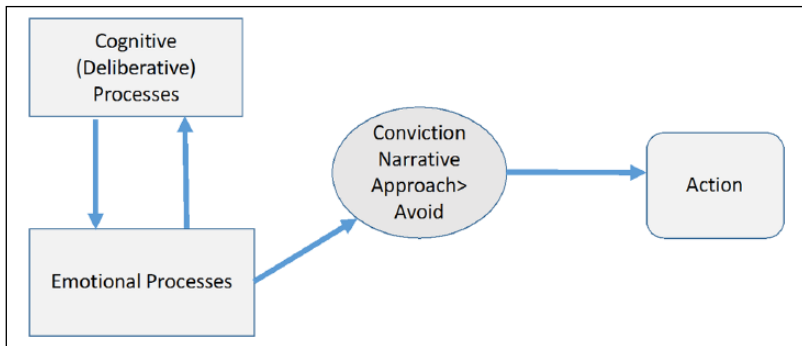 Cognitive
(Deliberative)
Processes
Conviction
Narrative
Approach>
Avoid
Action
Emotional Processes